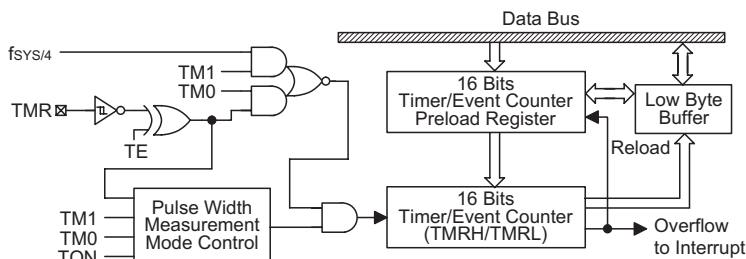 Data Bus
fSYS/4
TM1
TM0
TMR
TE
16 Bits
Timer/Event Counter
Preload Register
Low Byte
Buffer
Reload
TM1
TM0
TON
Pulse Width
Measurement
Mode Control
16 Bits
Timer/Event Counter
(TMRH/TMRL)
Overflow
to Interrupt